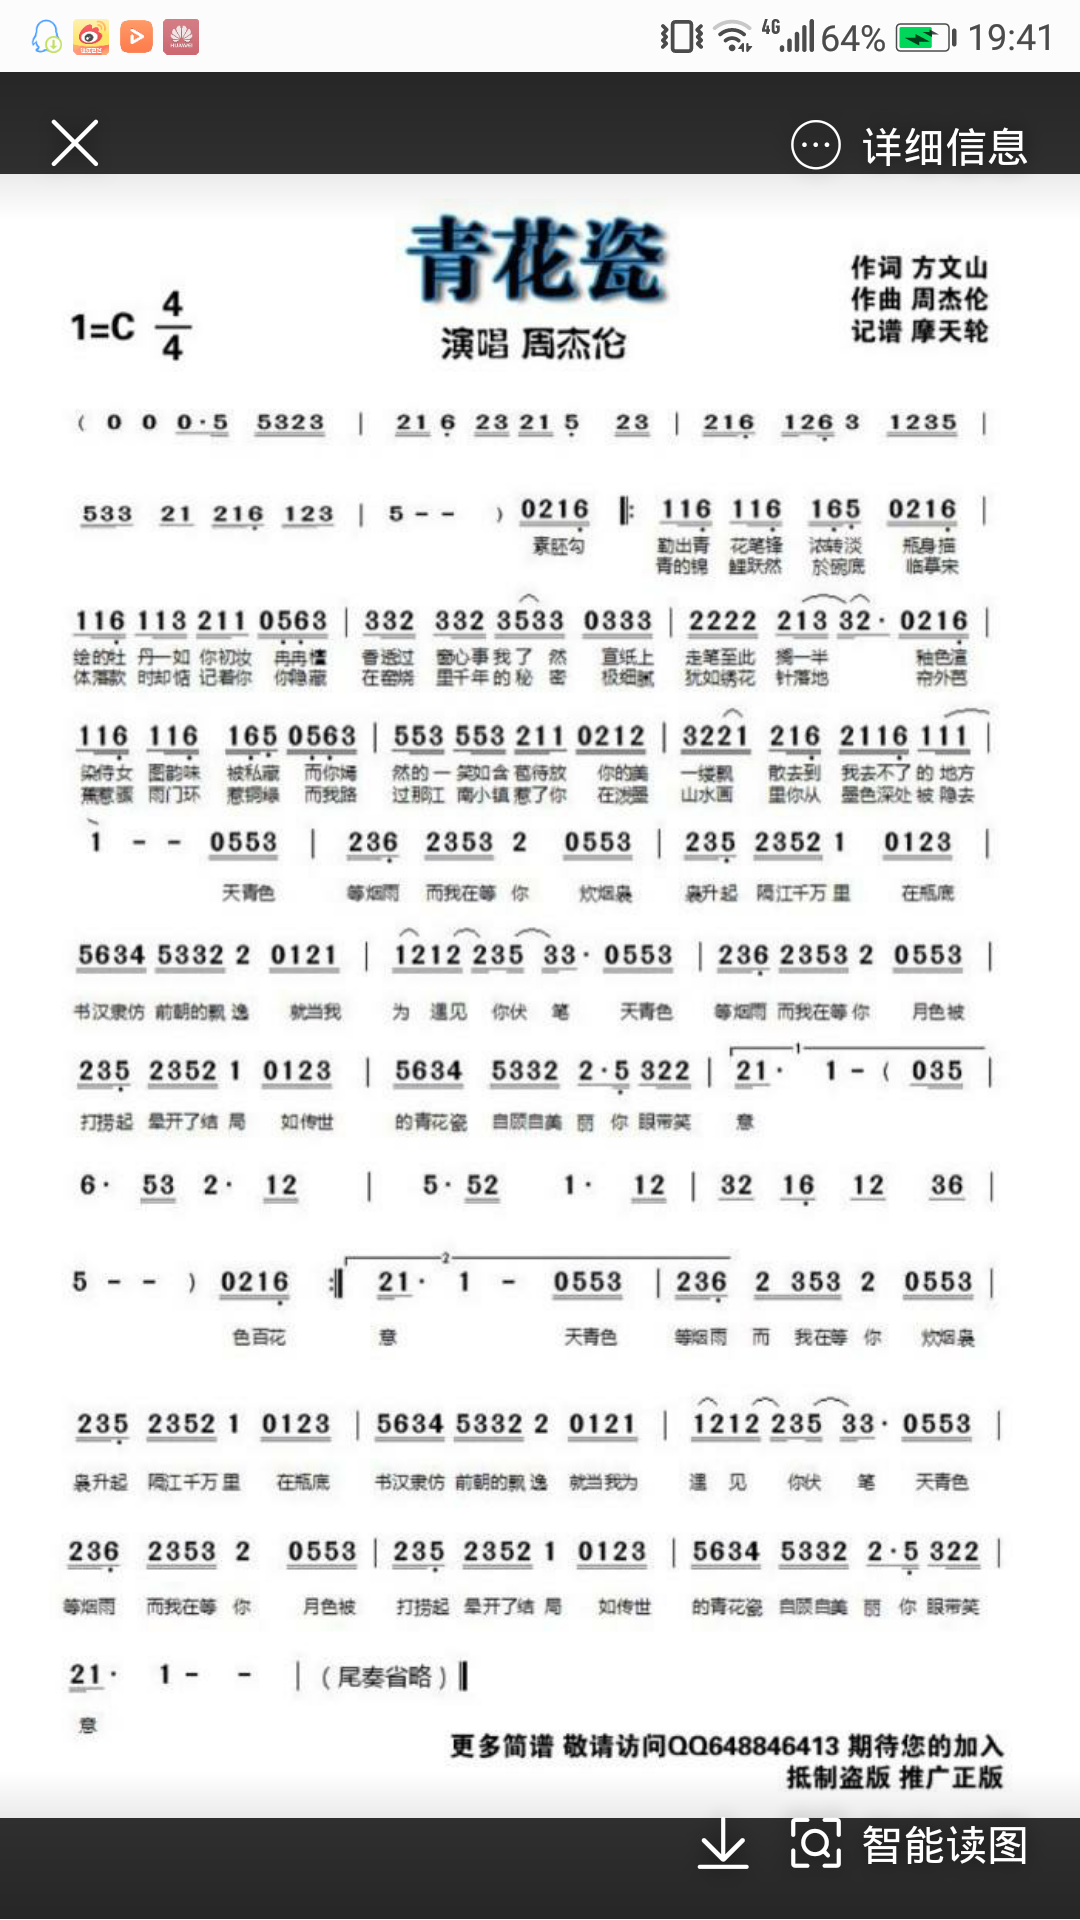 4G 64% 19:41
详细信息
青花瓷
作词 方文山
作曲 周杰伦
记谱 摩天轮
1=C 4/4
演唱 周杰伦
( 0 0 0·5 5323 | 21 6 23 21 5 23 | 216 126 3 1235 |
533 21 216 123 | 5 - - ) 0216 ‖: 116 116 165 0216 |
素胚勾 勒出青 花笔锋 浓转淡 瓶身描
青的锦 鲤跃然 於碗底 临摹宋
116 113 211 0563 | 332 332 3533 0333 | 2222 213 32· 0216 |
绘的牡 丹一如 你初妆 冉冉檀 香透过 窗心事 我了 然 宣纸上 走笔至此 搁一半 釉色渲
体落款 时却惦 记着你 你隐藏 在窑烧 里千年 的秘 密 极细腻 犹如绣花 针落地 帘外芭
116 116 165 0563 | 553 553 211 0212 | 3221 216 2116 111 |
染侍女 图韵味 被私藏 而你嫣 然的一 笑如含 苞待放 你的美 一缕飘 散去到 我去不了 的 地方
蕉惹骤 雨门环 惹铜绿 而我路 过那江 南小镇 惹了你 在泼墨 山水画 里你从 墨色深处 被 隐去
1 - - 0553 | 236 2353 2 0553 | 235 2352 1 0123 |
天青色 等烟雨 而我在等 你 炊烟袅 袅升起 隔江千万 里 在瓶底
5634 5332 2 0121 | 1212 235 33· 0553 | 236 2353 2 0553 |
书汉隶仿 前朝的飘 逸 就当我 为 遇见 你伏 笔 天青色 等烟雨 而我在等 你 月色被
235 2352 1 0123 | 5634 5332 2·5 322 | 1 21· 1 - ( 035 |
打捞起 晕开了结 局 如传世 的青花瓷 自顾自美 丽 你 眼带笑 意
6· 53 2· 12 | 5· 52 1· 12 | 32 16 12 36 |
5 - - ) 0216 :‖ 2 21· 1 - 0553 | 236 2 353 2 0553 |
色百花 意 天青色 等烟雨 而 我在等 你 炊烟袅
235 2352 1 0123 | 5634 5332 2 0121 | 1212 235 33· 0553 |
袅升起 隔江千万 里 在瓶底 书汉隶仿 前朝的飘 逸 就当我为 遇 见 你伏 笔 天青色
236 2353 2 0553 | 235 2352 1 0123 | 5634 5332 2·5 322 |
等烟雨 而我在等 你 月色被 打捞起 晕开了结 局 如传世 的青花瓷 自顾自美 丽 你 眼带笑
21· 1 - - | (尾奏省略) ‖
意
更多简谱 敬请访问QQ648846413 期待您的加入
抵制盗版 推广正版
智能读图